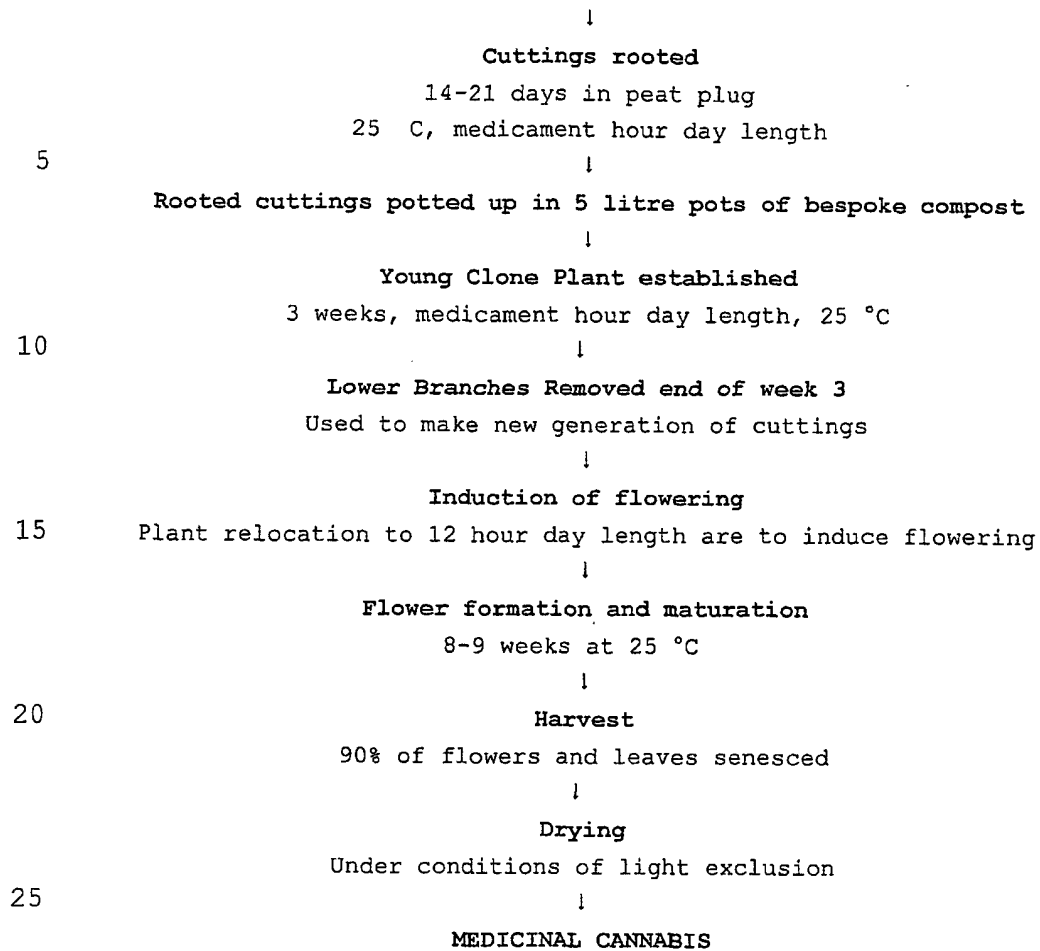 ↓
Cuttings rooted
14-21 days in peat plug
25 C, medicament hour day length
5
↓
Rooted cuttings potted up in 5 litre pots of bespoke compost
↓
Young Clone Plant established
3 weeks, medicament hour day length, 25 °C
10
↓
Lower Branches Removed end of week 3
Used to make new generation of cuttings
↓
Induction of flowering
15 Plant relocation to 12 hour day length are to induce flowering
↓
Flower formation and maturation
8-9 weeks at 25 °C
↓
20 Harvest
90% of flowers and leaves senesced
↓
Drying
Under conditions of light exclusion
25
↓
MEDICINAL CANNABIS